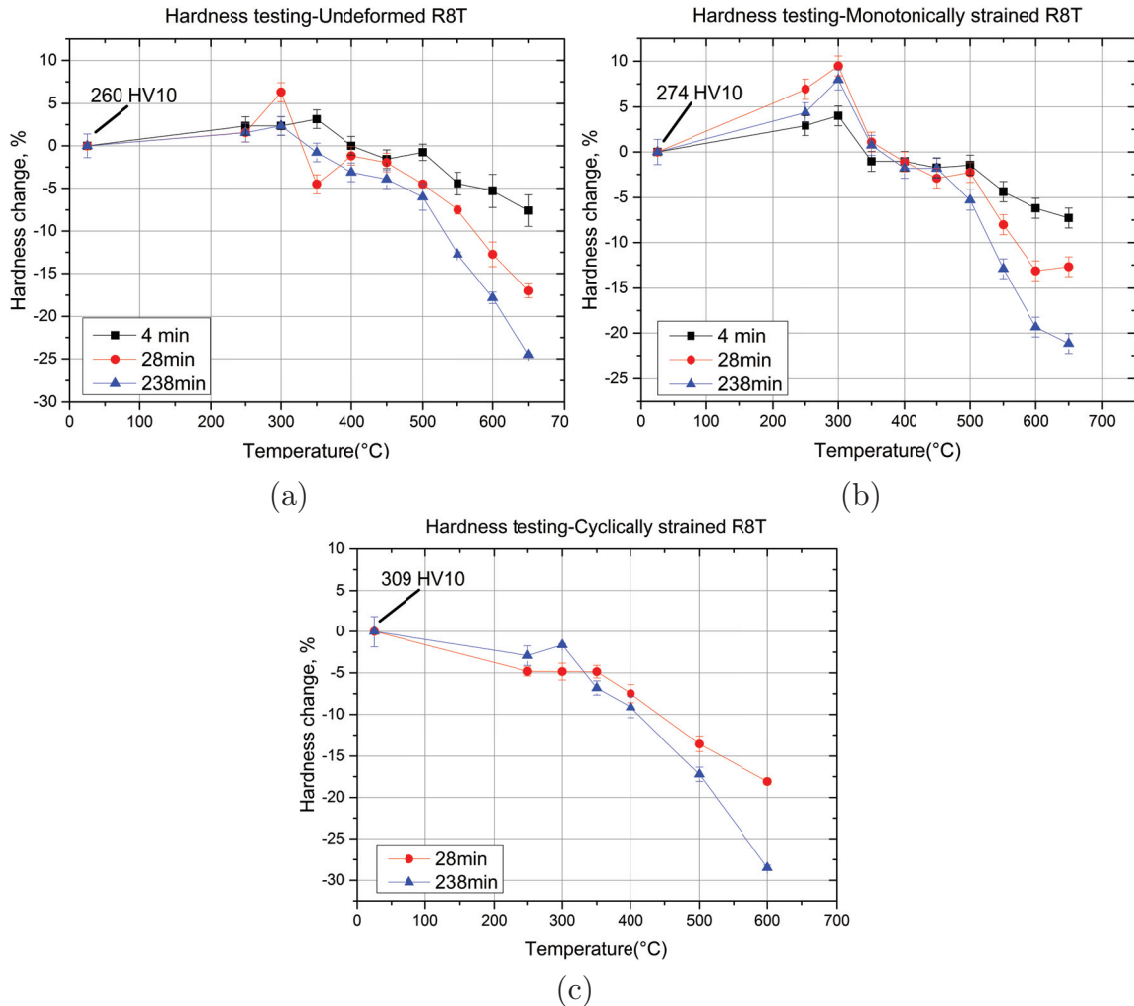 Hardness testing-Undeformed R8T
260 HV10
Hardness change, %
10
5
0
-5
-10
-15
-20
-25
-30
4 min
28min
238min
0 100 200 300 400 500 600 70
Temperature(°C)
(a)
Hardness testing-Monotonically strained R8T
274 HV10
Hardness change, %
10
5
0
-5
-10
-15
-20
-25
4 min
28min
238min
0 100 200 300 400 500 600 700
Temperature(°C)
(b)
Hardness testing-Cyclically strained R8T
309 HV10
Hardness change, %
10
5
0
-5
-10
-15
-20
-25
-30
28min
238min
0 100 200 300 400 500 600 700
Temperature(°C)
(c)